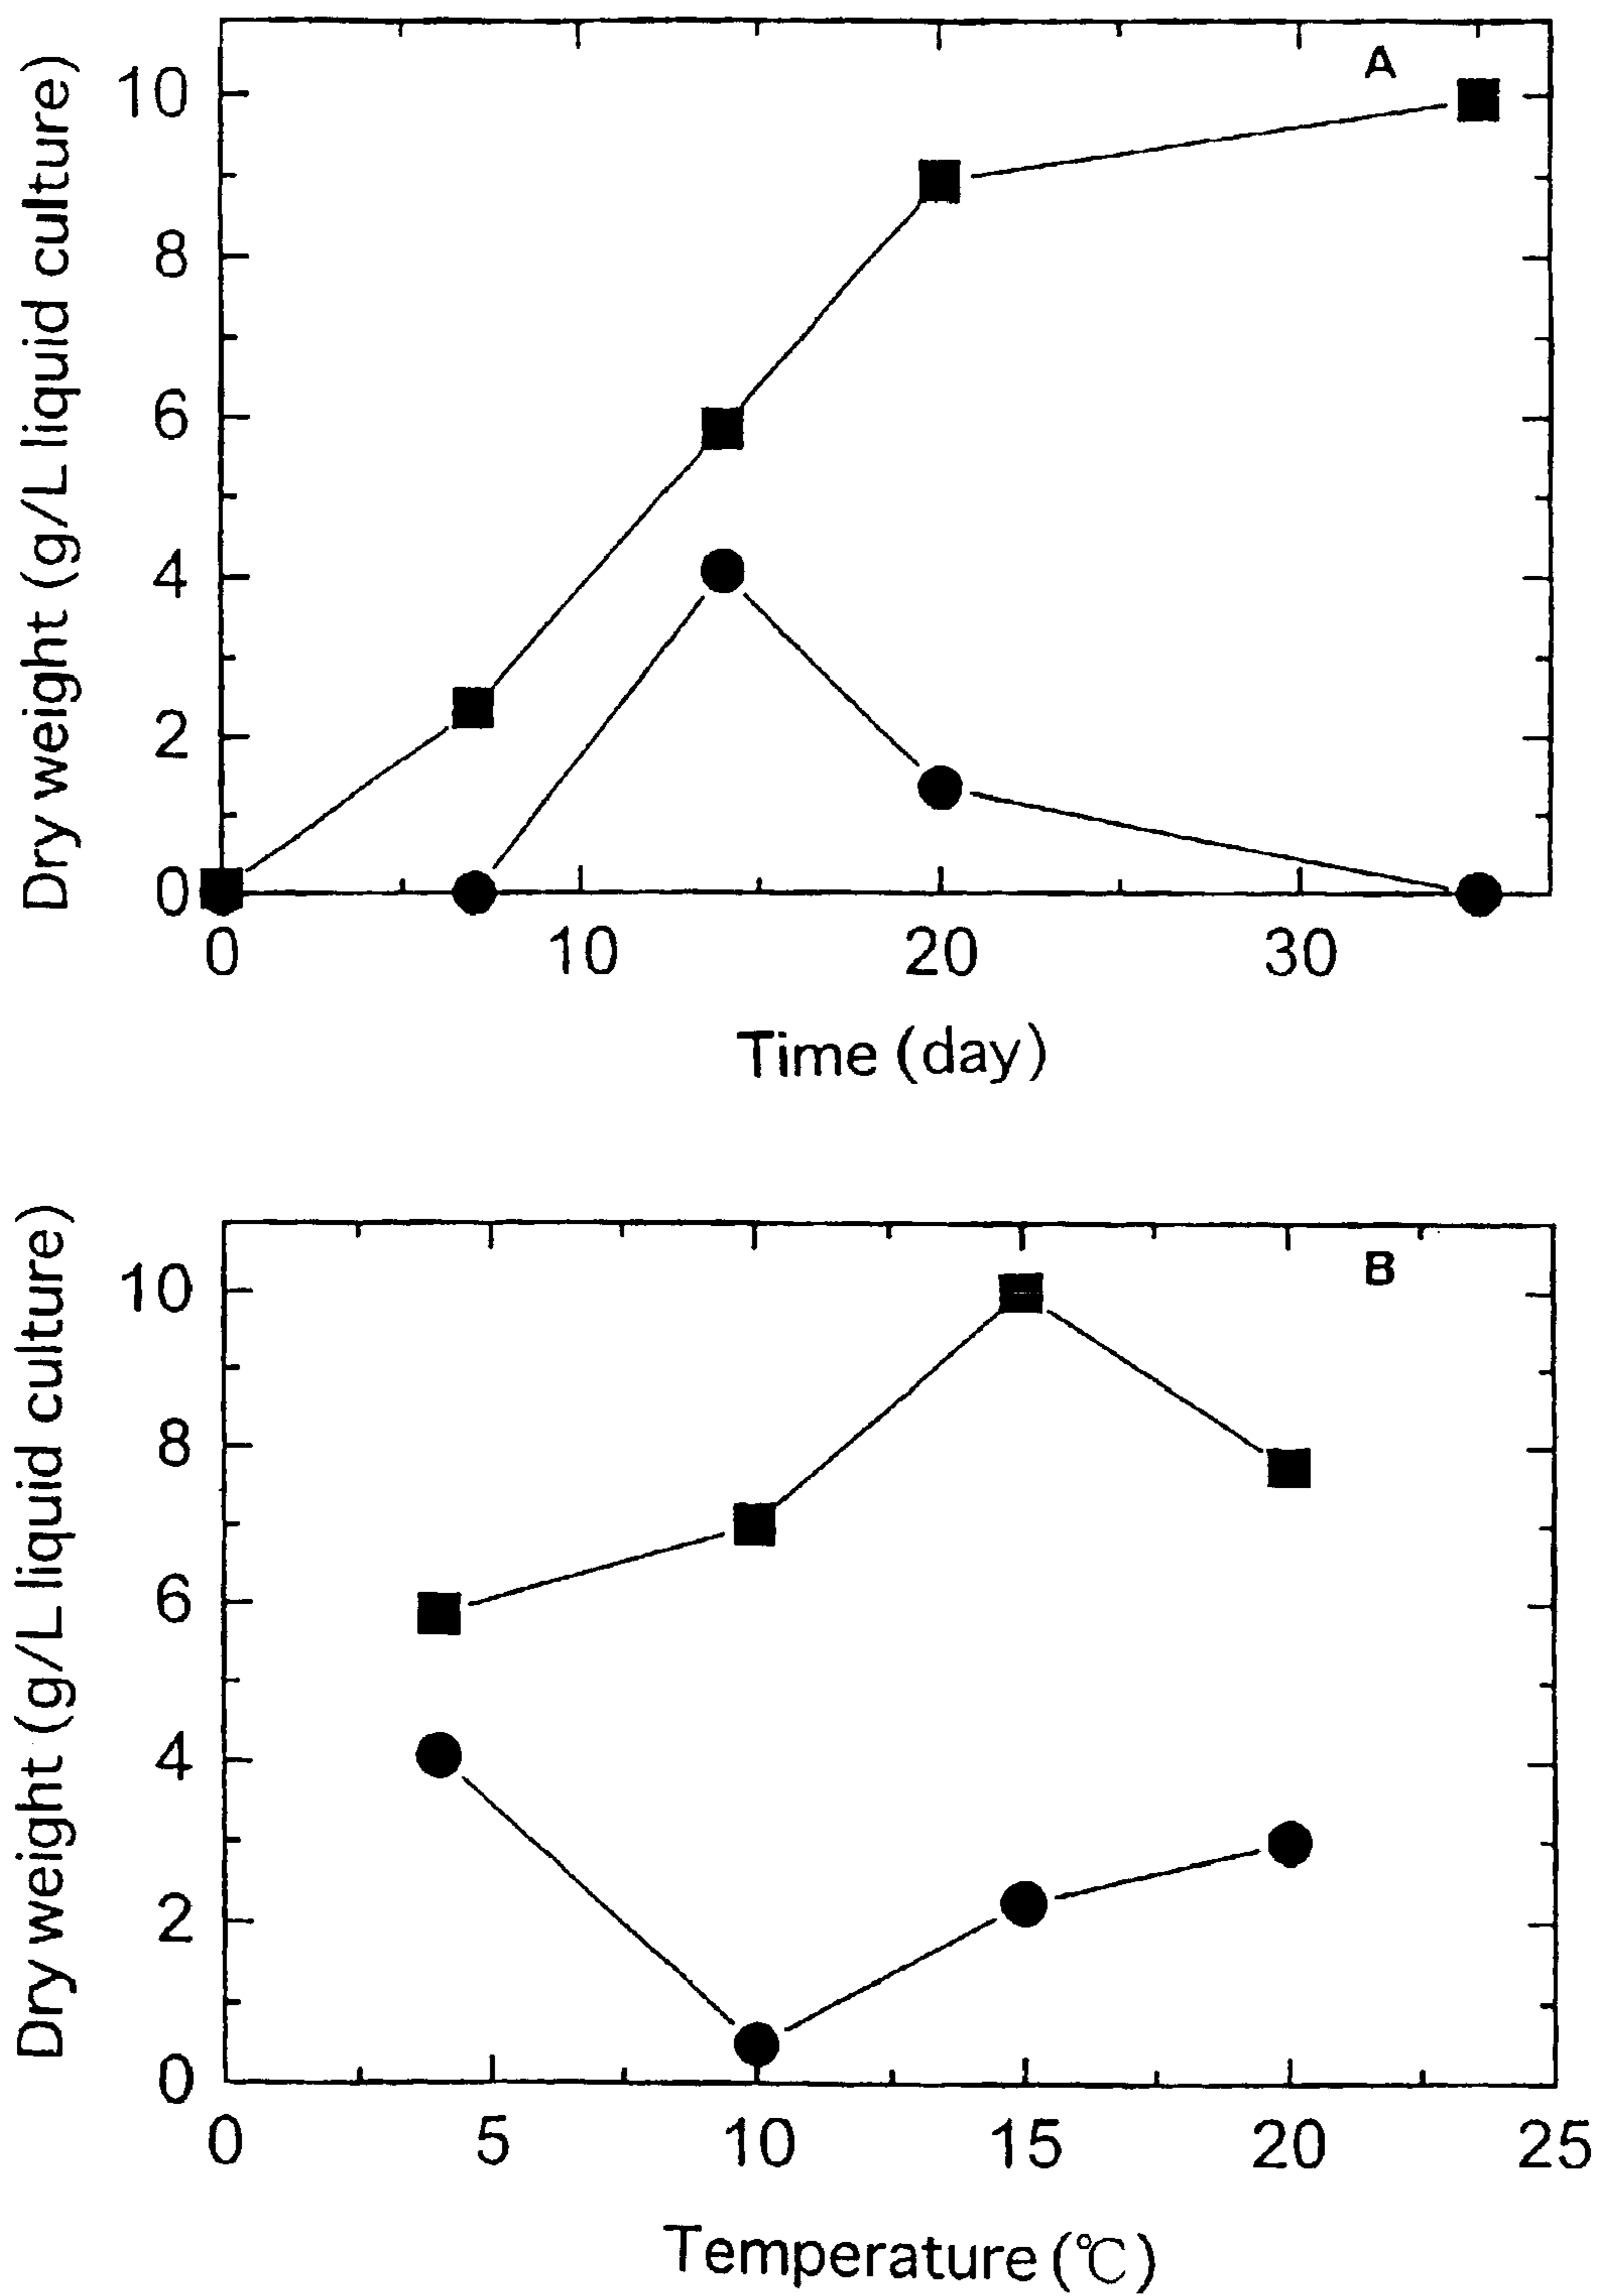 A
Dry weight (g/L liquid culture)
10
8
6
4
2
0
0 10 20 30
Time (day)
B
Dry weight (g/L liquid culture)
10
8
6
4
2
0
0 5 10 15 20 25
Temperature (℃)